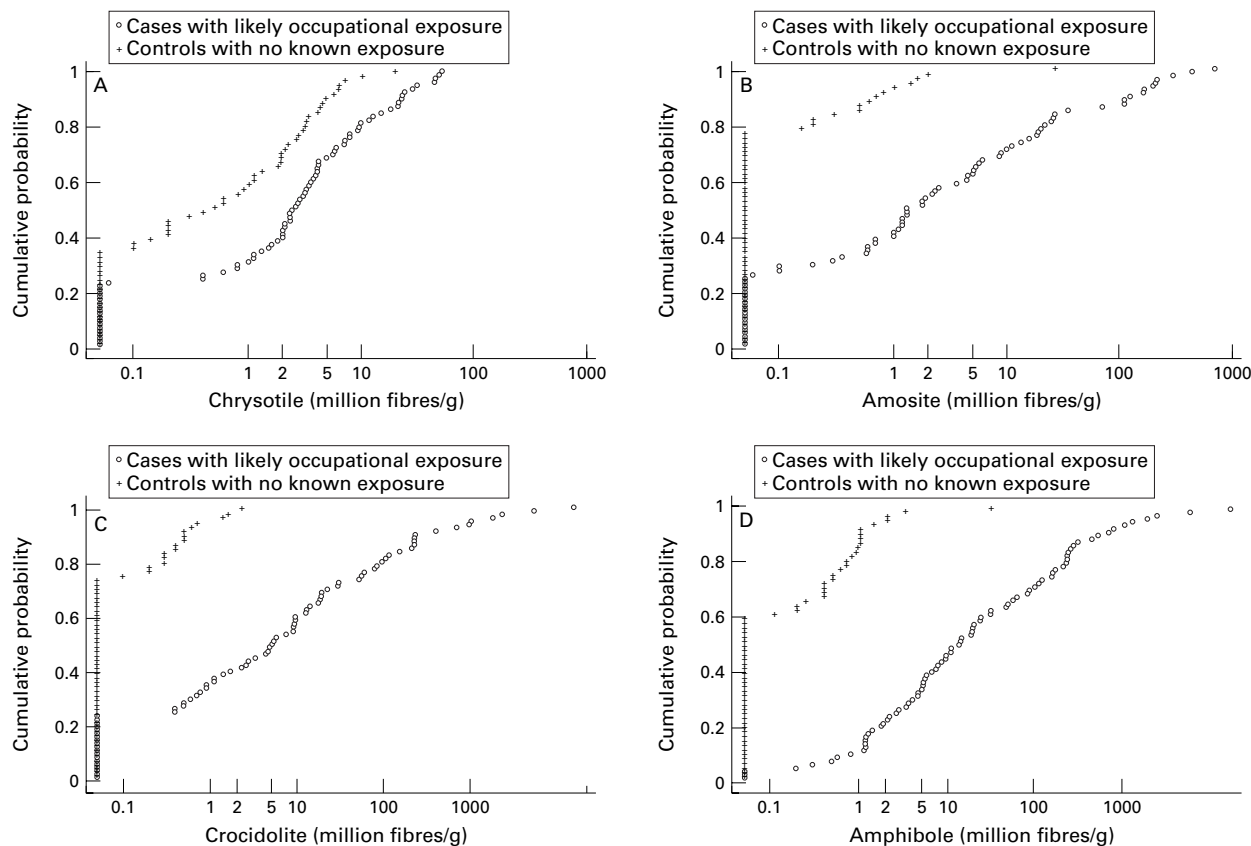 Cases with likely occupational exposure
Controls with no known exposure
A
Cumulative probability
1
0.8
0.6
0.4
0.2
0
0.1 1 2 5 10 100 1000
Chrysotile (million fibres/g)
Cases with likely occupational exposure
Controls with no known exposure
B
Cumulative probability
1
0.8
0.6
0.4
0.2
0
0.1 1 2 5 10 100 1000
Amosite (million fibres/g)
Cases with likely occupational exposure
Controls with no known exposure
C
Cumulative probability
1
0.8
0.6
0.4
0.2
0
0.1 1 2 5 10 100 1000
Crocidolite (million fibres/g)
Cases with likely occupational exposure
Controls with no known exposure
D
Cumulative probability
1
0.8
0.6
0.4
0.2
0
0.1 1 2 5 10 100 1000
Amphibole (million fibres/g)